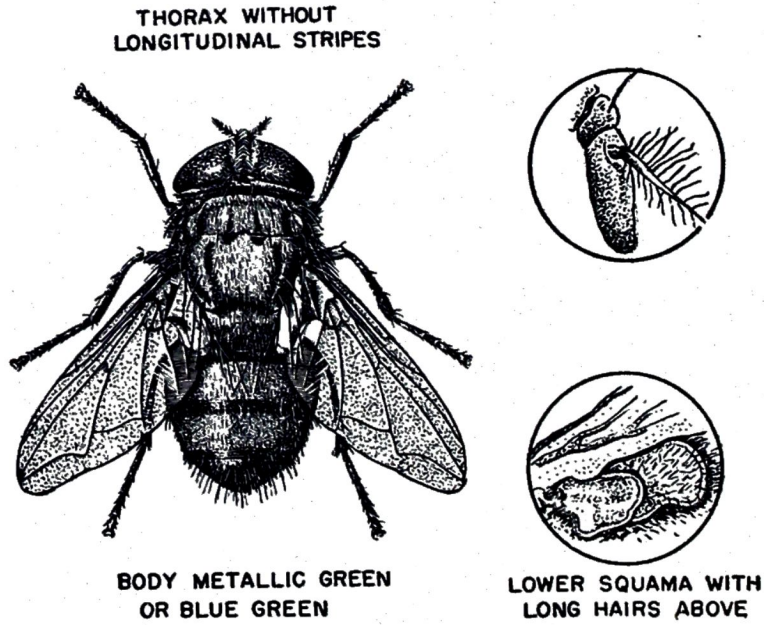 THORAX WITHOUT
LONGITUDINAL STRIPES
BODY METALLIC GREEN
OR BLUE GREEN
LOWER SQUAMA WITH
LONG HAIRS ABOVE